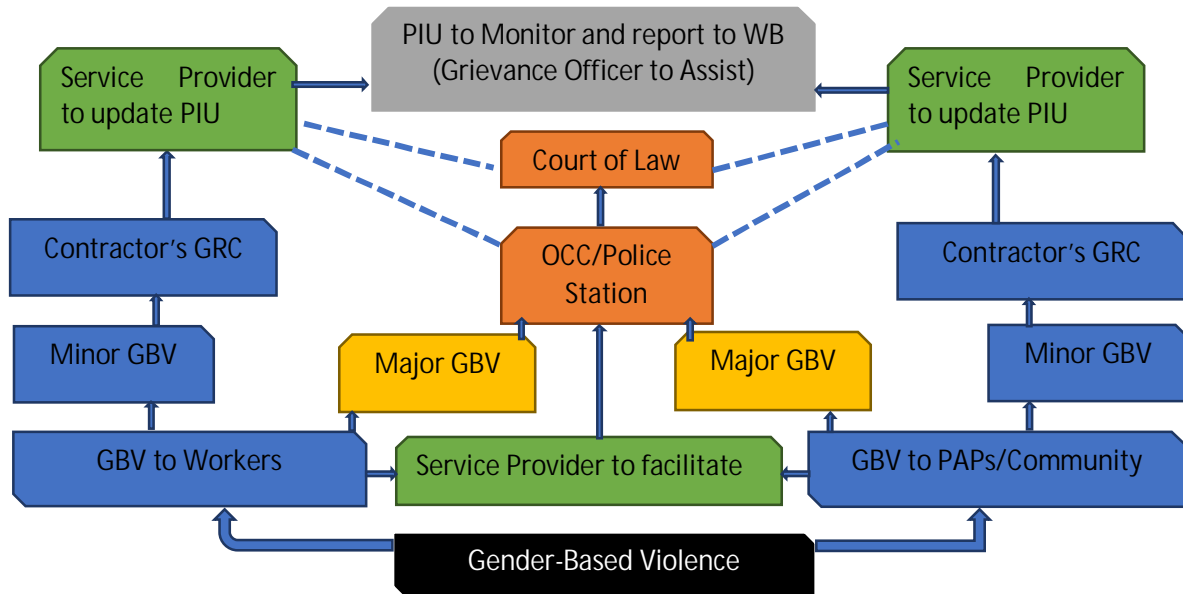 PIU to Monitor and report to WB
(Grievance Officer to Assist)
Service Provider
to update PIU
Service Provider
to update PIU
Court of Law
Contractor's GRC
OCC/Police
Station
Contractor's GRC
Minor GBV
Major GBV
Major GBV
Minor GBV
GBV to Workers
Service Provider to facilitate
GBV to PAPs/Community
Gender-Based Violence